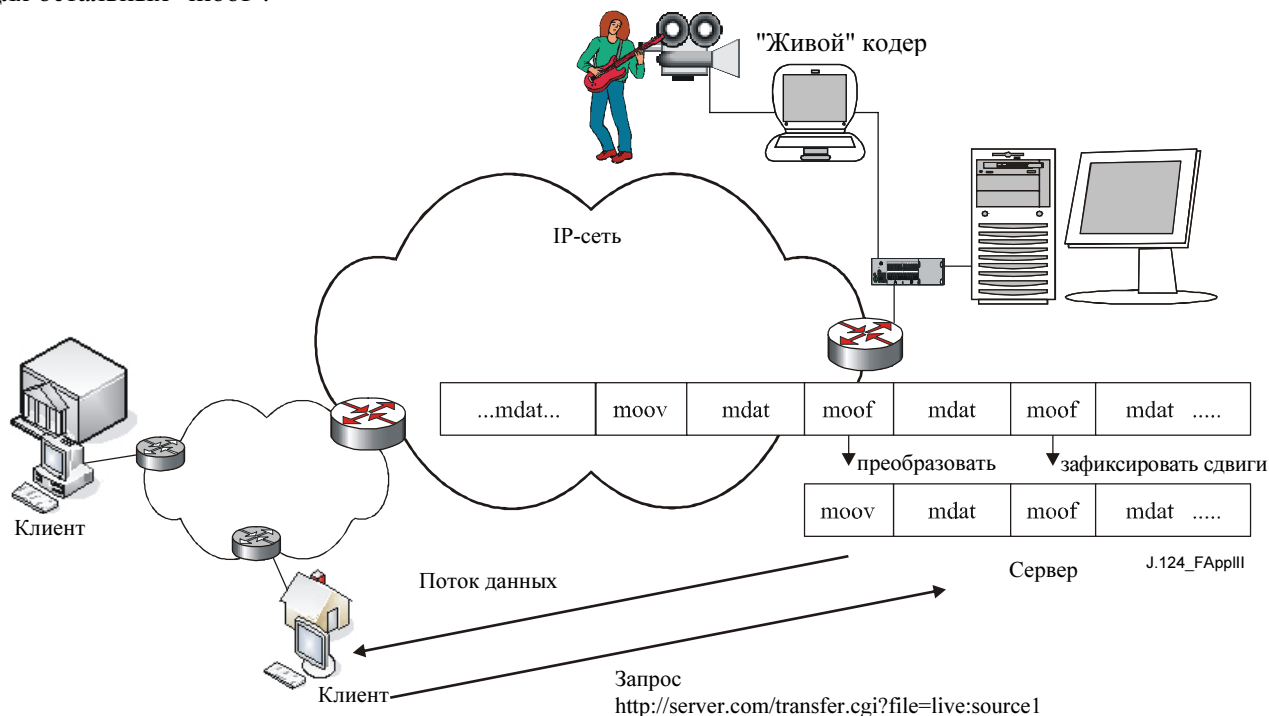 "Живой" кодер
IP-сеть
...mdat... moov mdat moof mdat moof mdat .....
преобразовать зафиксировать сдвиги
moov mdat moof mdat .....
Клиент
Поток данных
Сервер
J.124_FAppIII
Клиент
Запрос
http://server.com/transfer.cgi?file=live:source1